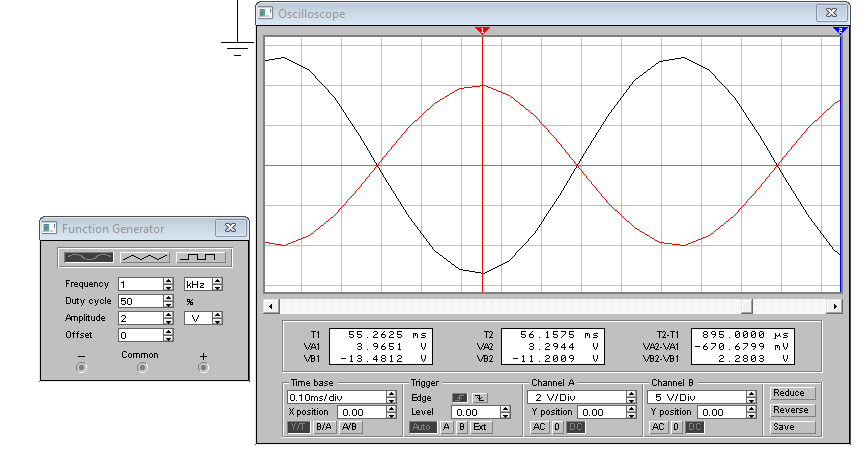 Oscilloscope
1
2
Function Generator
Frequency 1 kHz
Duty cycle 50 %
Amplitude 2 V
Offset 0
− Common +
T1 55.2625 ms T2 56.1575 ms T2-T1 895.0000 µs
VA1 3.9651 V VA2 3.2944 V VA2-VA1 -670.6799 mV
VB1 -13.4812 V VB2 -11.2009 V VB2-VB1 2.2803 V
Time base Trigger Channel A Channel B
0.10ms/div Edge 2 V/Div 5 V/Div Reduce
X position 0.00 Level 0.00 Y position 0.00 Y position 0.00 Reverse
Y/T B/A A/B Auto A B Ext AC 0 DC AC 0 DC Save